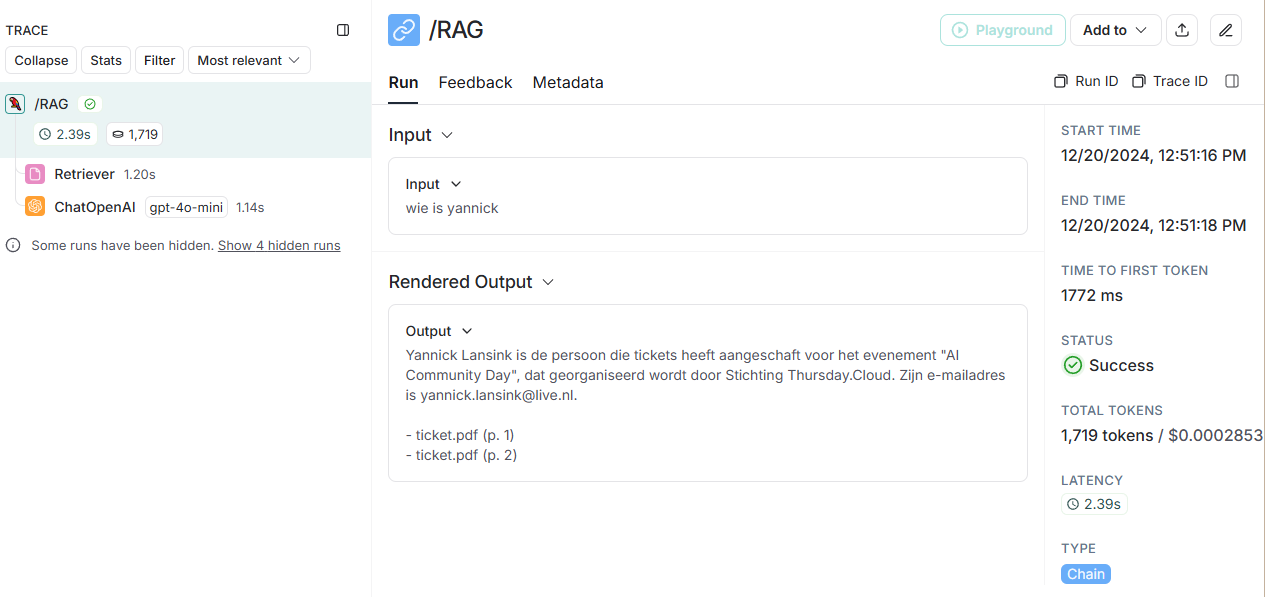 TRACE
Collapse Stats Filter Most relevant
/RAG
2.39s 1,719
Retriever 1.20s
ChatOpenAI gpt-4o-mini 1.14s
Some runs have been hidden. Show 4 hidden runs
/RAG
Playground Add to
Run Feedback Metadata
Run ID Trace ID
Input
Input
wie is yannick
Rendered Output
Output
Yannick Lansink is de persoon die tickets heeft aangeschaft voor het evenement "AI
Community Day", dat georganiseerd wordt door Stichting Thursday.Cloud. Zijn e-mailadres
is yannick.lansink@live.nl.
- ticket.pdf (p. 1)
- ticket.pdf (p. 2)
START TIME
12/20/2024, 12:51:16 PM
END TIME
12/20/2024, 12:51:18 PM
TIME TO FIRST TOKEN
1772 ms
STATUS
Success
TOTAL TOKENS
1,719 tokens / $0.0002853
LATENCY
2.39s
TYPE
Chain